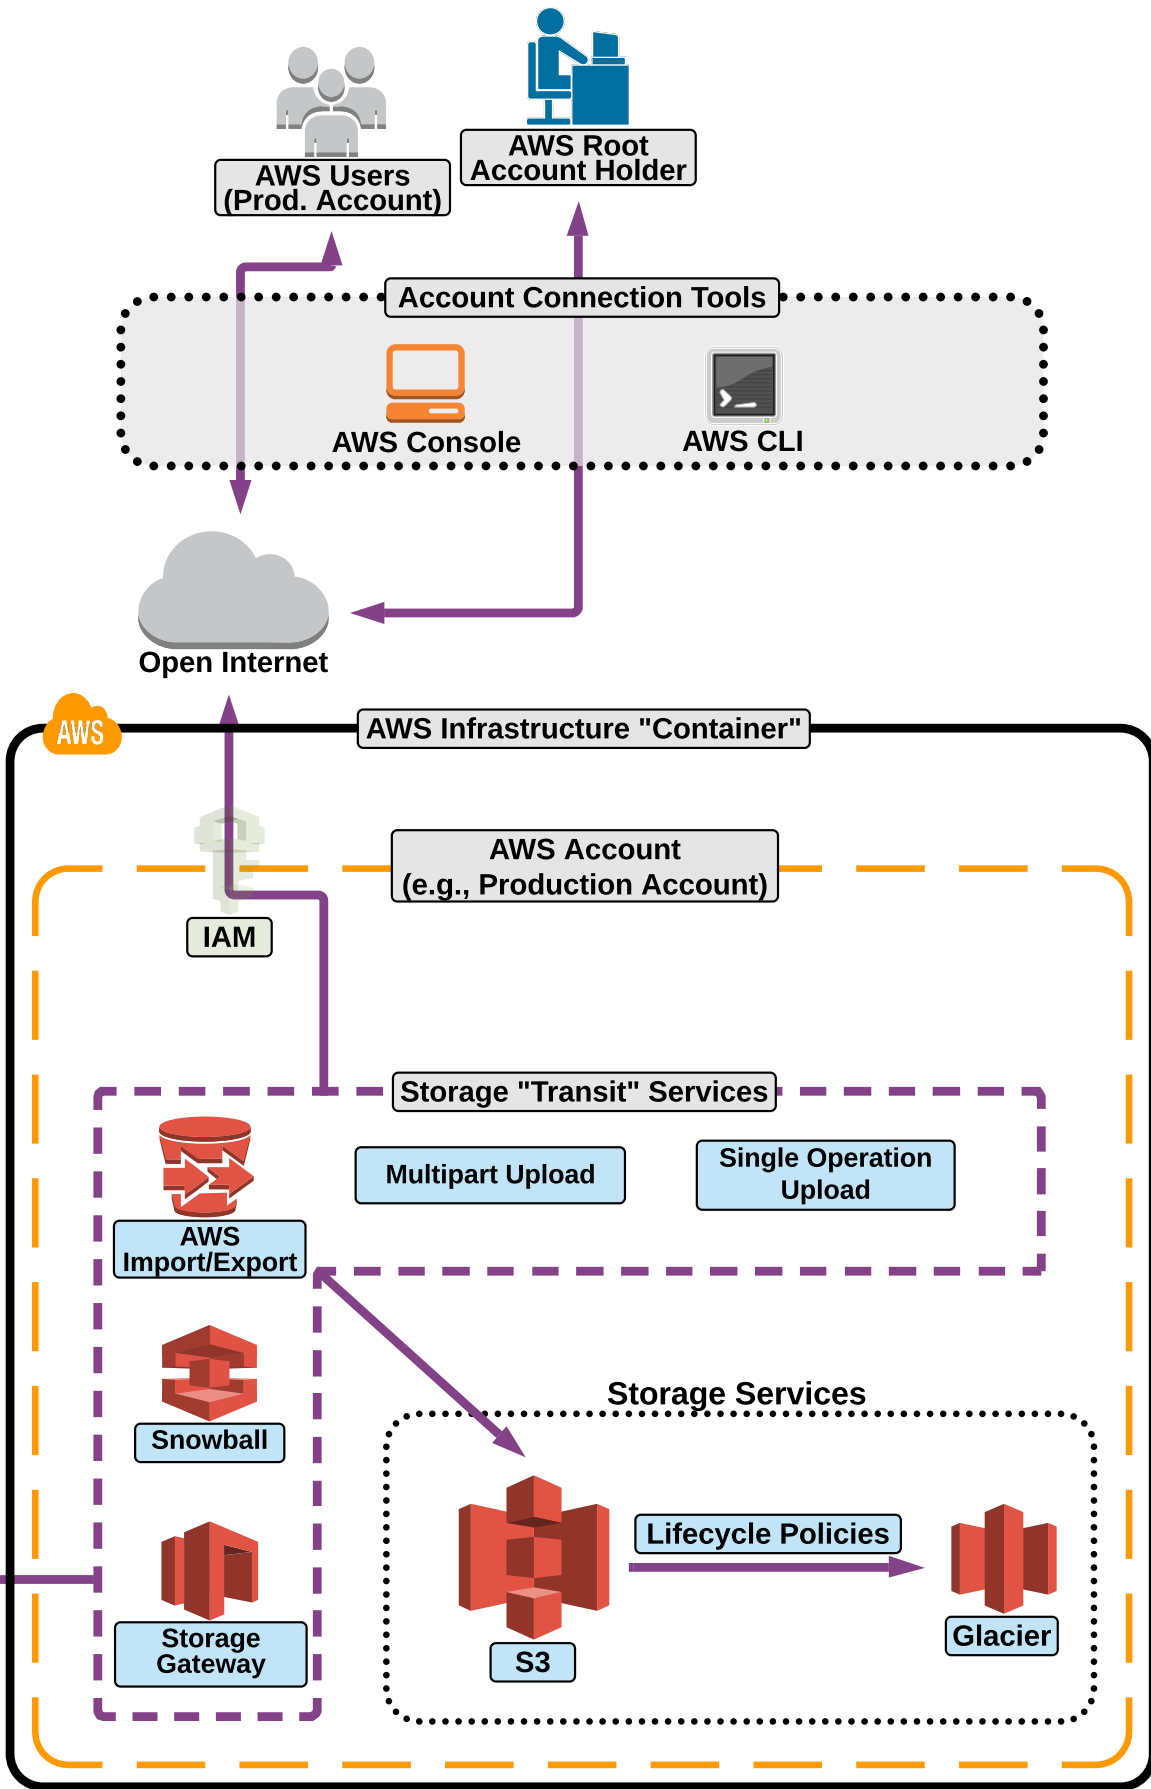 AWS Root
Account Holder
AWS Users
(Prod. Account)
Account Connection Tools
AWS Console
AWS CLI
Open Internet
AWS
AWS Infrastructure "Container"
AWS Account
(e.g., Production Account)
IAM
Storage "Transit" Services
Multipart Upload
Single Operation
Upload
AWS
Import/Export
Snowball
Storage
Gateway
Storage Services
Lifecycle Policies
S3
Glacier